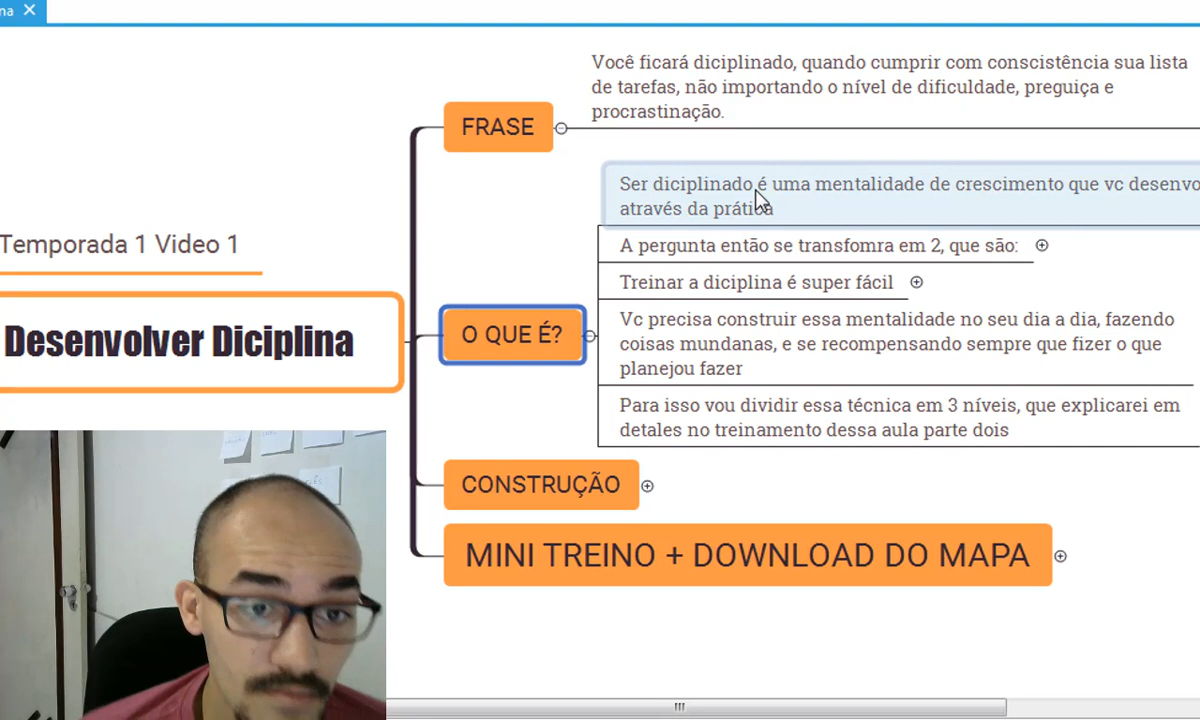 na
Você ficará diciplinado, quando cumprir com conscistência sua lista
de tarefas, não importando o nível de dificuldade, preguiça e
procrastinação.
FRASE
Ser diciplinado é uma mentalidade de crescimento que vc desenvo
através da prática
Temporada 1 Video 1
A pergunta então se transfomra em 2, que são:
Treinar a diciplina é super fácil
Desenvolver Diciplina
O QUE É?
Vc precisa construir essa mentalidade no seu dia a dia, fazendo
coisas mundanas, e se recompensando sempre que fizer o que
planejou fazer
Para isso vou dividir essa técnica em 3 níveis, que explicarei em
detales no treinamento dessa aula parte dois
CONSTRUÇÃO
MINI TREINO + DOWNLOAD DO MAPA